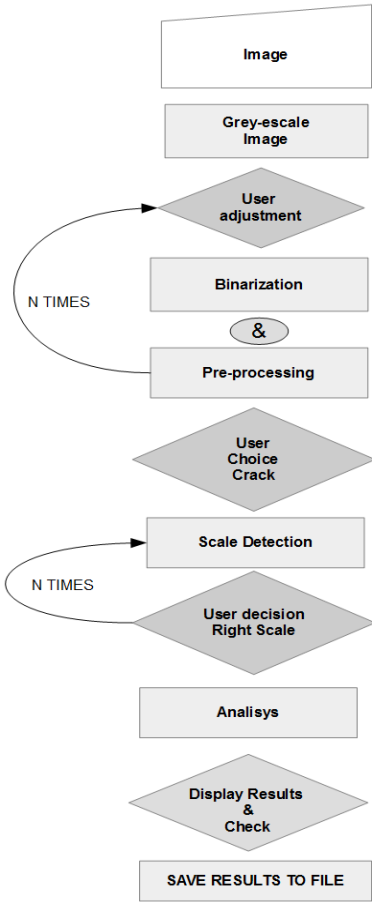 Image
Grey-escale
Image
User
adjustment
Binarization
N TIMES
&
Pre-processing
User
Choice
Crack
Scale Detection
N TIMES
User decision
Right Scale
Analisys
Display Results
&
Check
SAVE RESULTS TO FILE